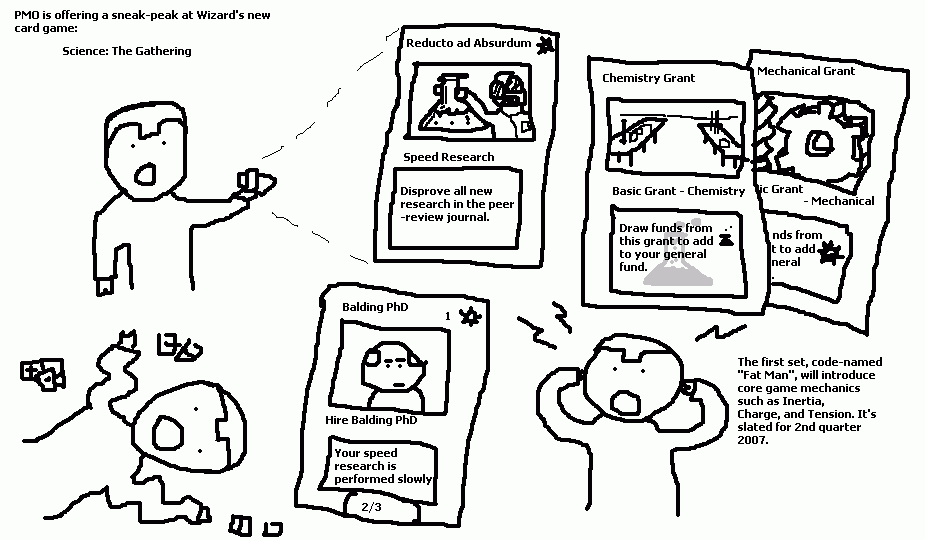 PMO is offering a sneak-peak at Wizard's new
card game:
Science: The Gathering
Reducto ad Absurdum
Speed Research
Disprove all new
research in the peer
-review journal.
Chemistry Grant
Basic Grant - Chemistry
Draw funds from
this grant to add
to your general
fund.
Mechanical Grant
ic Grant
- Mechanical
nds from
t to add
neral
.
Balding PhD
1
Hire Balding PhD
Your speed
research is
performed slowly
2/3
The first set, code-named
"Fat Man", will introduce
core game mechanics
such as Inertia,
Charge, and Tension. It's
slated for 2nd quarter
2007.